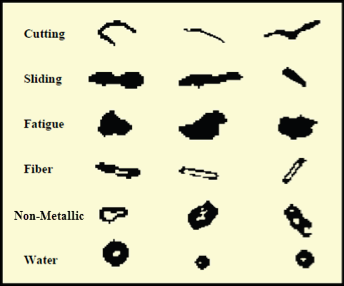 Cutting
Sliding
Fatigue
Fiber
Non-Metallic
Water